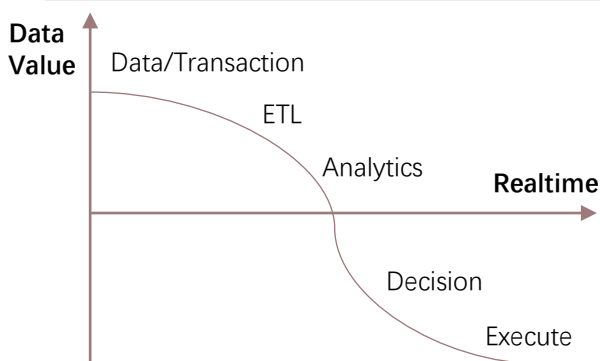 Data
Value
Data/Transaction
ETL
Analytics
Realtime
Decision
Execute